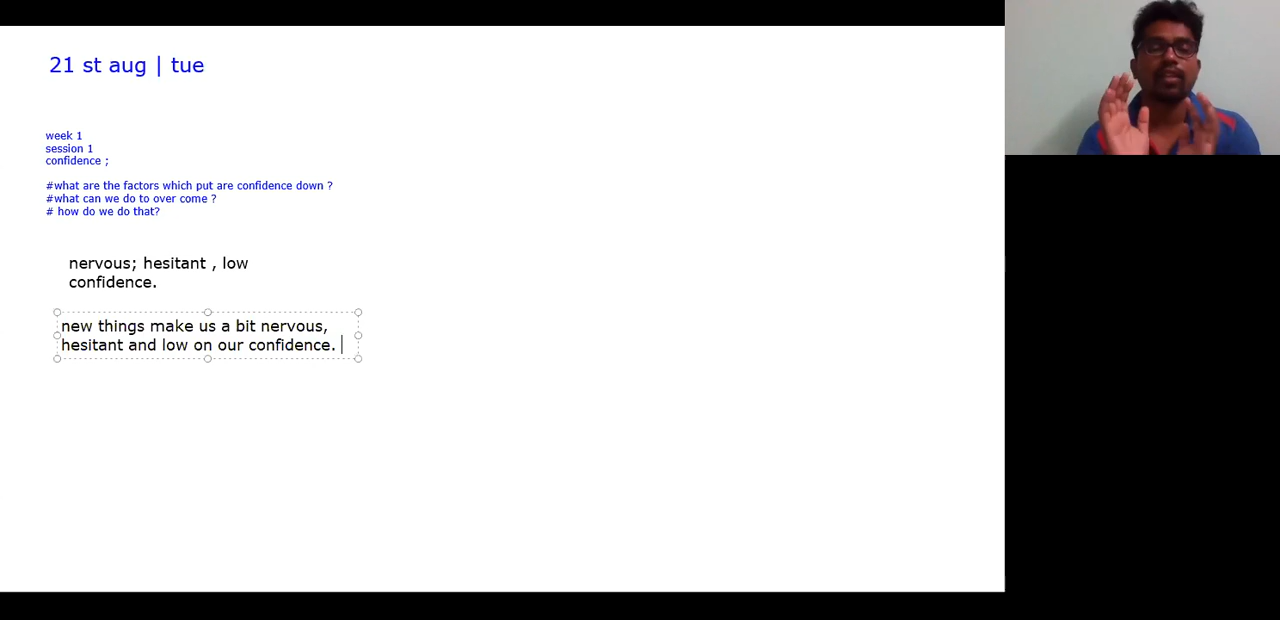 21 st aug | tue
week 1
session 1
confidence ;
#what are the factors which put are confidence down ?
#what can we do to over come ?
# how do we do that?
nervous; hesitant , low
confidence.
new things make us a bit nervous,
hesitant and low on our confidence.